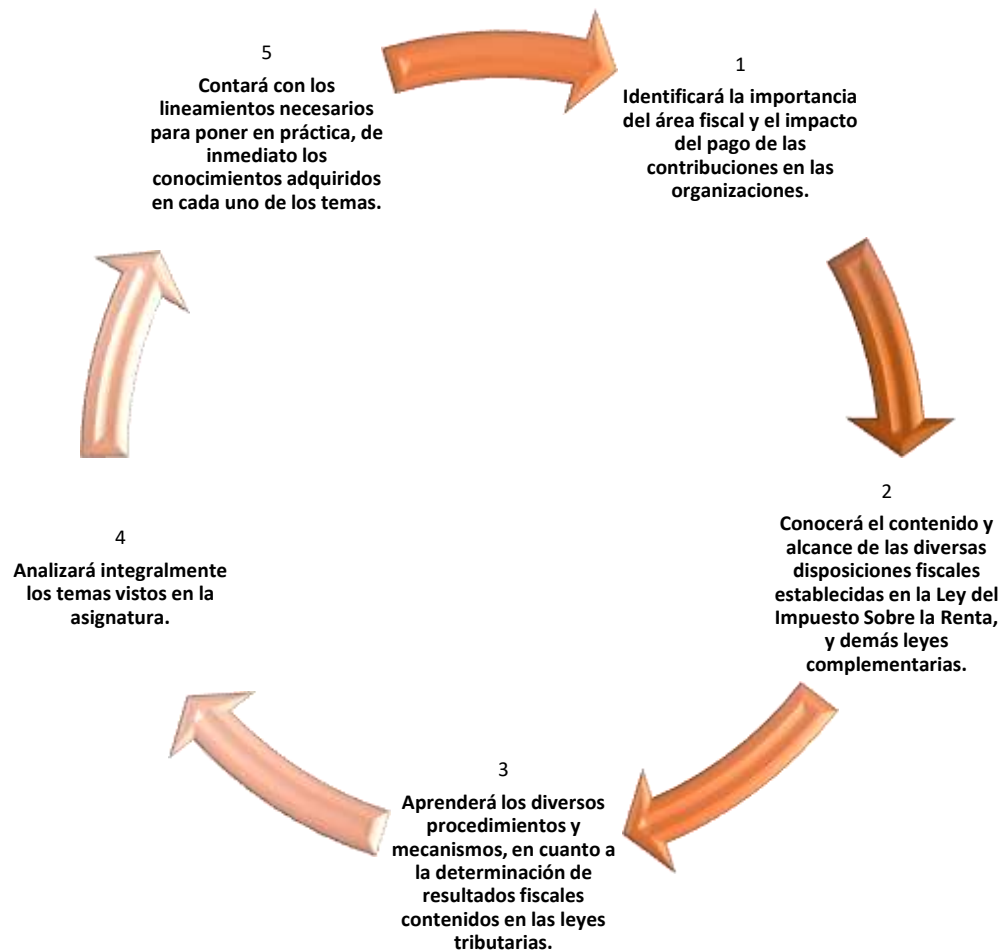 1
Identificará la importancia
del área fiscal y el impacto
del pago de las
contribuciones en las
organizaciones.
2
Conocerá el contenido y
alcance de las diversas
disposiciones fiscales
establecidas en la Ley del
Impuesto Sobre la Renta,
y demás leyes
complementarias.
3
Aprenderá los diversos
procedimientos y
mecanismos, en cuanto a
la determinación de
resultados fiscales
contenidos en las leyes
tributarias.
4
Analizará integralmente
los temas vistos en la
asignatura.
5
Contará con los
lineamientos necesarios
para poner en práctica, de
inmediato los
conocimientos adquiridos
en cada uno de los temas.